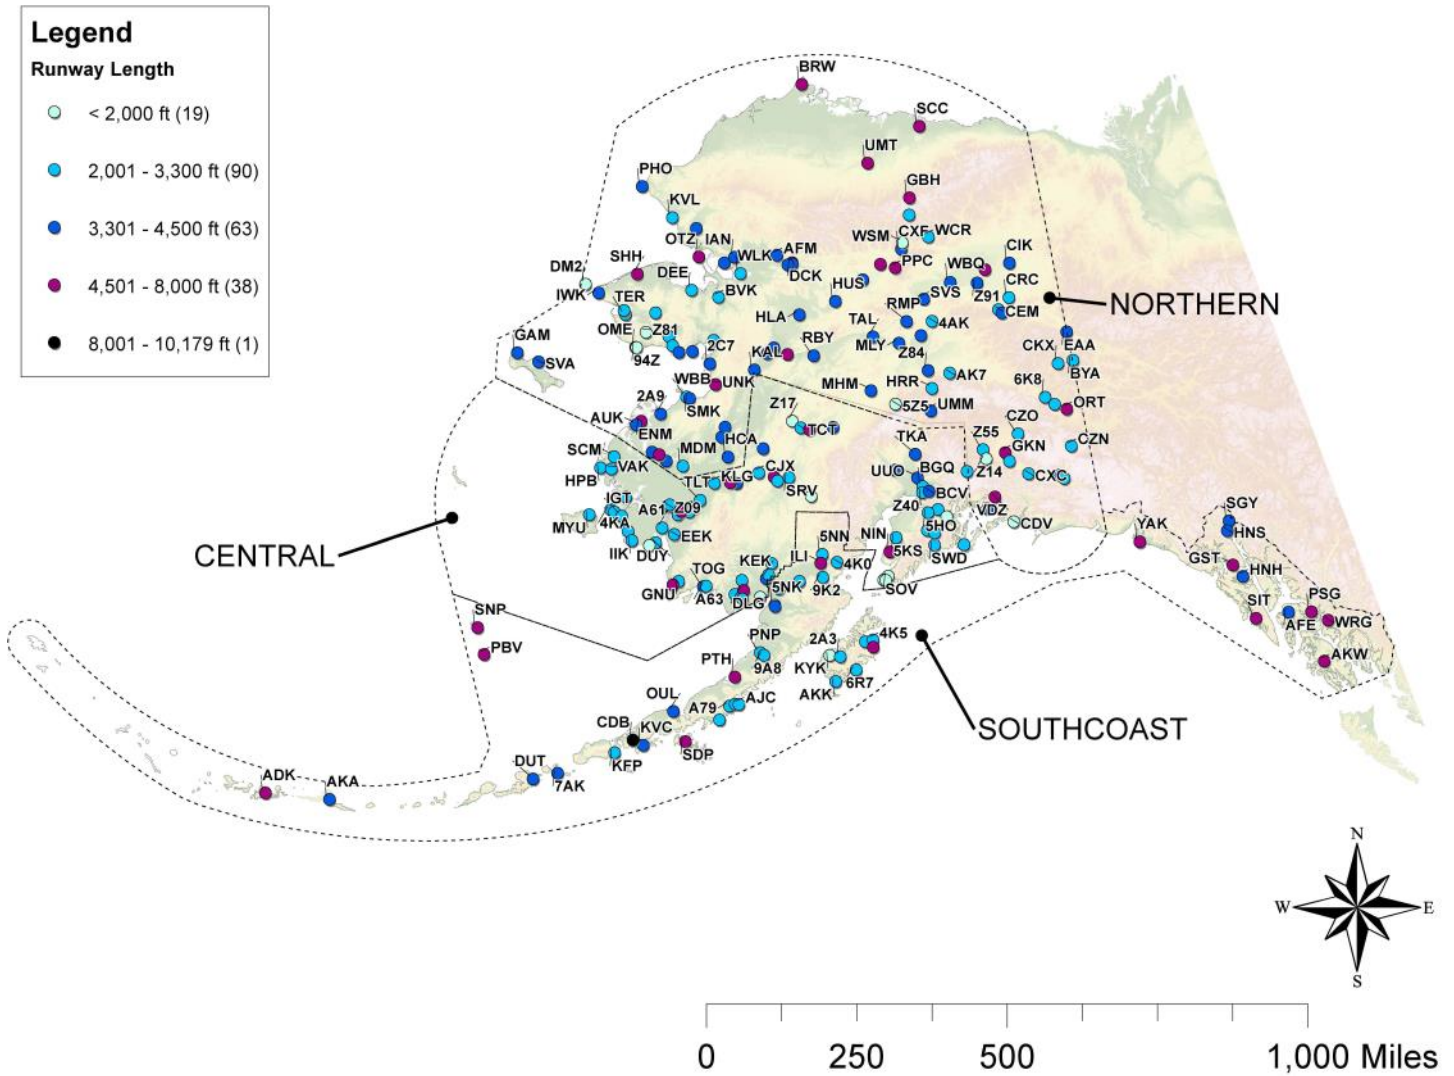 Legend
Runway Length
< 2,000 ft (19)
2,001 - 3,300 ft (90)
3,301 - 4,500 ft (63)
4,501 - 8,000 ft (38)
8,001 - 10,179 ft (1)
BRW
SCC
UMT
PHO
GBH
KVL
WSM CXF WCR
OTZ IAN
AFM
WLK
DCK
PPC
CIK
SHH
DM2
DEE
WBQ
CRC
IWK
TER
BVK
HUS
SVS
Z91
CEM
NORTHERN
RMP
OME
Z81
HLA
TAL
4AK
GAM
SVA
94Z
2C7
RBY
MLY
Z84
CKX
EAA
BYA
KAL
WBB
UNK
MHM
HRR
AK7
6K8
ORT
2A9
SMK
Z17
5Z5
UMM
AUK
ENM
HCA
TCT
TKA
Z55
CZO
GKN
CZN
SCM
VAK
MDM
HPB
TLT
KLG
CJX
SRV
UUO
BGQ
Z14
CXC
BCV
IGT
A61
Z09
Z40
VDZ
MYU
4KA
CDV
SGY
HNS
YAK
CENTRAL
IIK
DUY
EEK
5NN
NIN
5HO
ILI
5KS
SWD
GST
HNH
TOG
KEK
4K0
SOV
GNU
A63
DLG
5NK
9K2
SIT
PSG
AFE
WRG
SNP
PBV
PNP
9A8
2A3
4K5
AKW
PTH
KYK
AKK
6R7
OUL
A79
AJC
SOUTHCOAST
CDB
KVC
KFP
SDP
DUT
7AK
ADK
AKA
N
W
E
S
0
250
500
1,000 Miles